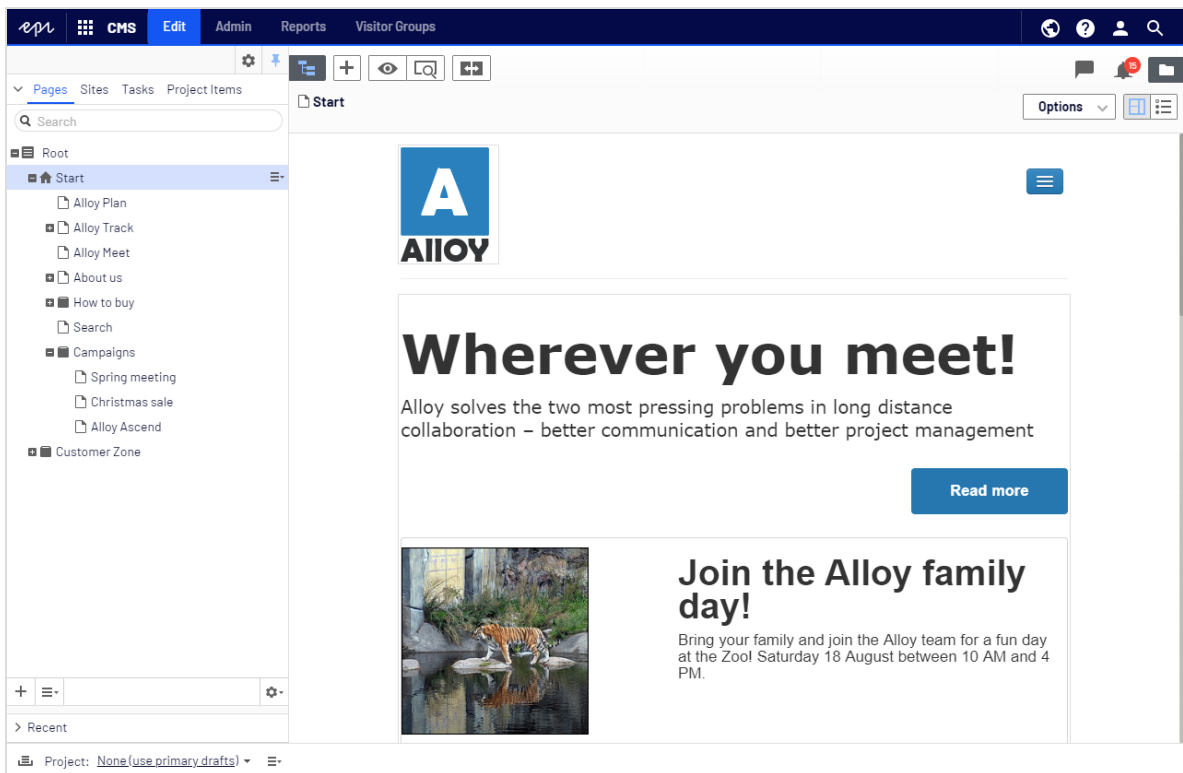 epi CMS Edit Admin Reports Visitor Groups
15
Pages Sites Tasks Project Items
Start
Options
Search
Root
Start
Alloy Plan
Alloy Track
Alloy Meet
About us
How to buy
Search
Campaigns
Spring meeting
Christmas sale
Alloy Ascend
Customer Zone
A
Alloy
Wherever you meet!
Alloy solves the two most pressing problems in long distance
collaboration – better communication and better project management
Read more
Join the Alloy family
day!
Bring your family and join the Alloy team for a fun day
at the Zoo! Saturday 18 August between 10 AM and 4
PM.
Recent
Project: None (use primary drafts)